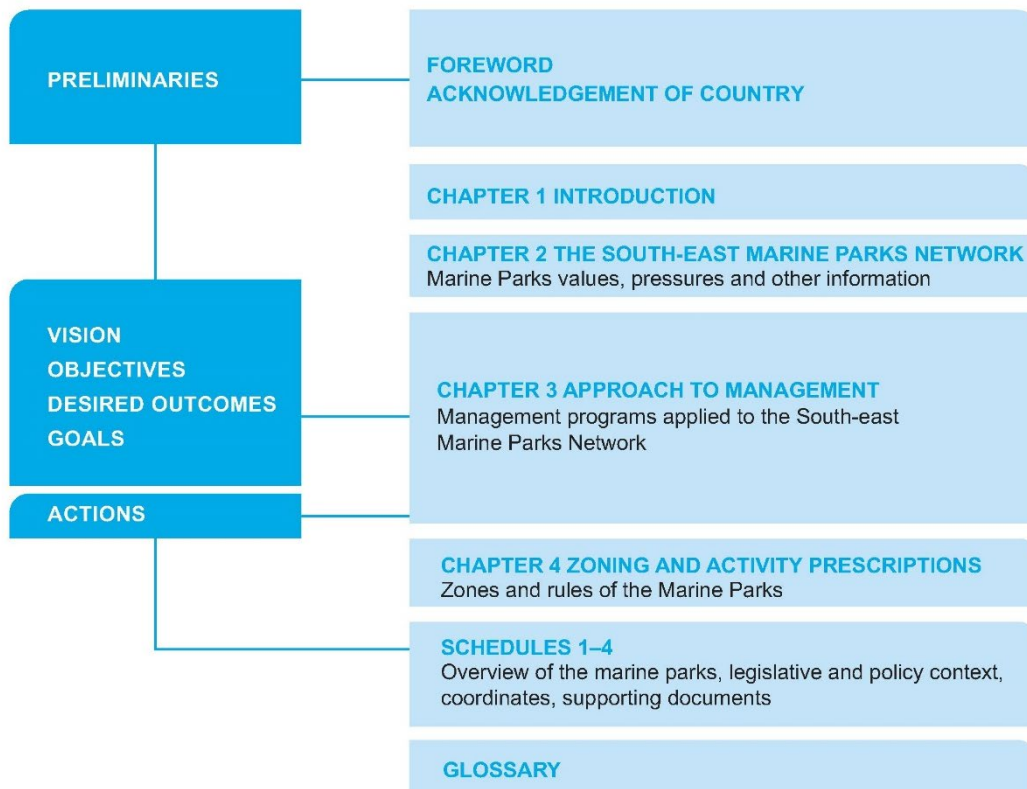 PRELIMINARIES
FOREWORD
ACKNOWLEDGEMENT OF COUNTRY
CHAPTER 1 INTRODUCTION
CHAPTER 2 THE SOUTH-EAST MARINE PARKS NETWORK
Marine Parks values, pressures and other information
VISION
OBJECTIVES
DESIRED OUTCOMES
GOALS
CHAPTER 3 APPROACH TO MANAGEMENT
Management programs applied to the South-east
Marine Parks Network
ACTIONS
CHAPTER 4 ZONING AND ACTIVITY PRESCRIPTIONS
Zones and rules of the Marine Parks
SCHEDULES 1–4
Overview of the marine parks, legislative and policy context,
coordinates, supporting documents
GLOSSARY